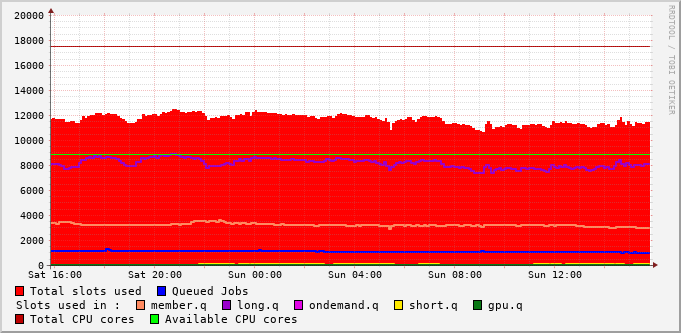 RRDTOOL / TOBI OETIKER
20000
18000
16000
14000
12000
10000
8000
6000
4000
2000
0
Sat 16:00 Sat 20:00 Sun 00:00 Sun 04:00 Sun 08:00 Sun 12:00
Total slots used Queued Jobs
Slots used in : member.q long.q ondemand.q short.q gpu.q
Total CPU cores Available CPU cores